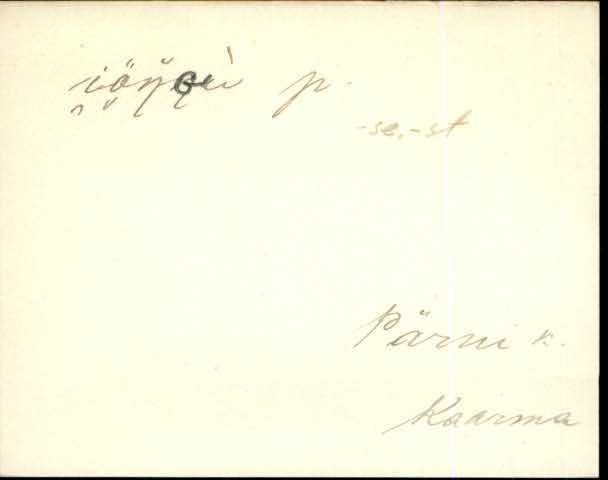 p.
-se, -st
Pärni k.
Kaarma